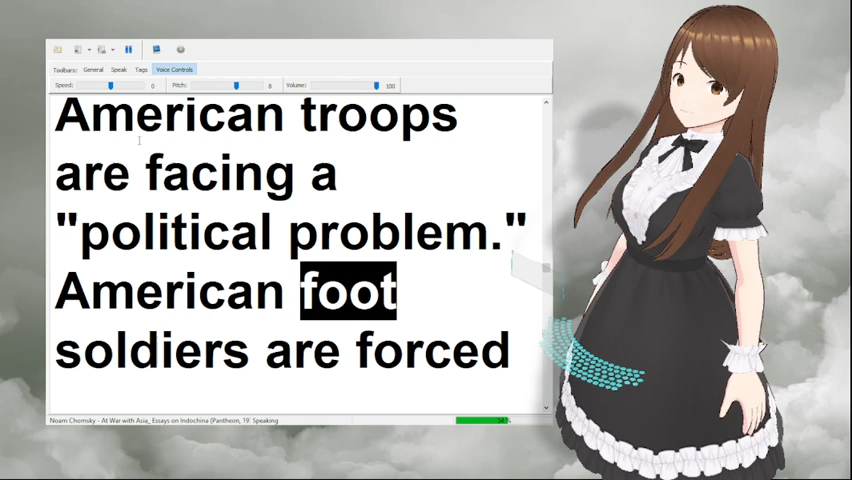 Toolbars: General Speak Tags Voice Controls
Speed: 0 Pitch: 8 Volume: 100
American troops
are facing a
"political problem."
American foot
soldiers are forced
Noam Chomsky - At War with Asia_ Essays on Indochina (Pantheon, 19 Speaking